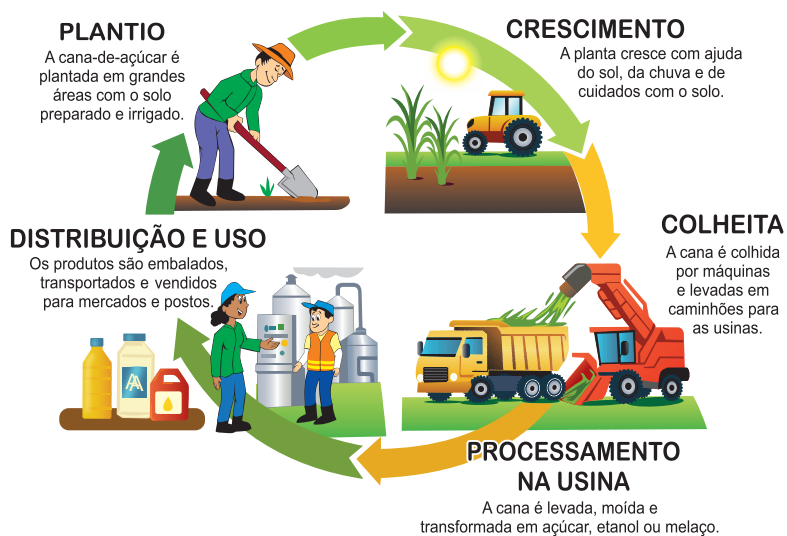 PLANTIO
A cana-de-açúcar é
plantada em grandes
áreas com o solo
preparado e irrigado.
CRESCIMENTO
A planta cresce com ajuda
do sol, da chuva e de
cuidados com o solo.
COLHEITA
A cana é colhida
por máquinas
e levadas em
caminhões para
as usinas.
PROCESSAMENTO
NA USINA
A cana é levada, moída e
transformada em açúcar, etanol ou melaço.
DISTRIBUIÇÃO E USO
Os produtos são embalados,
transportados e vendidos
para mercados e postos.
AA